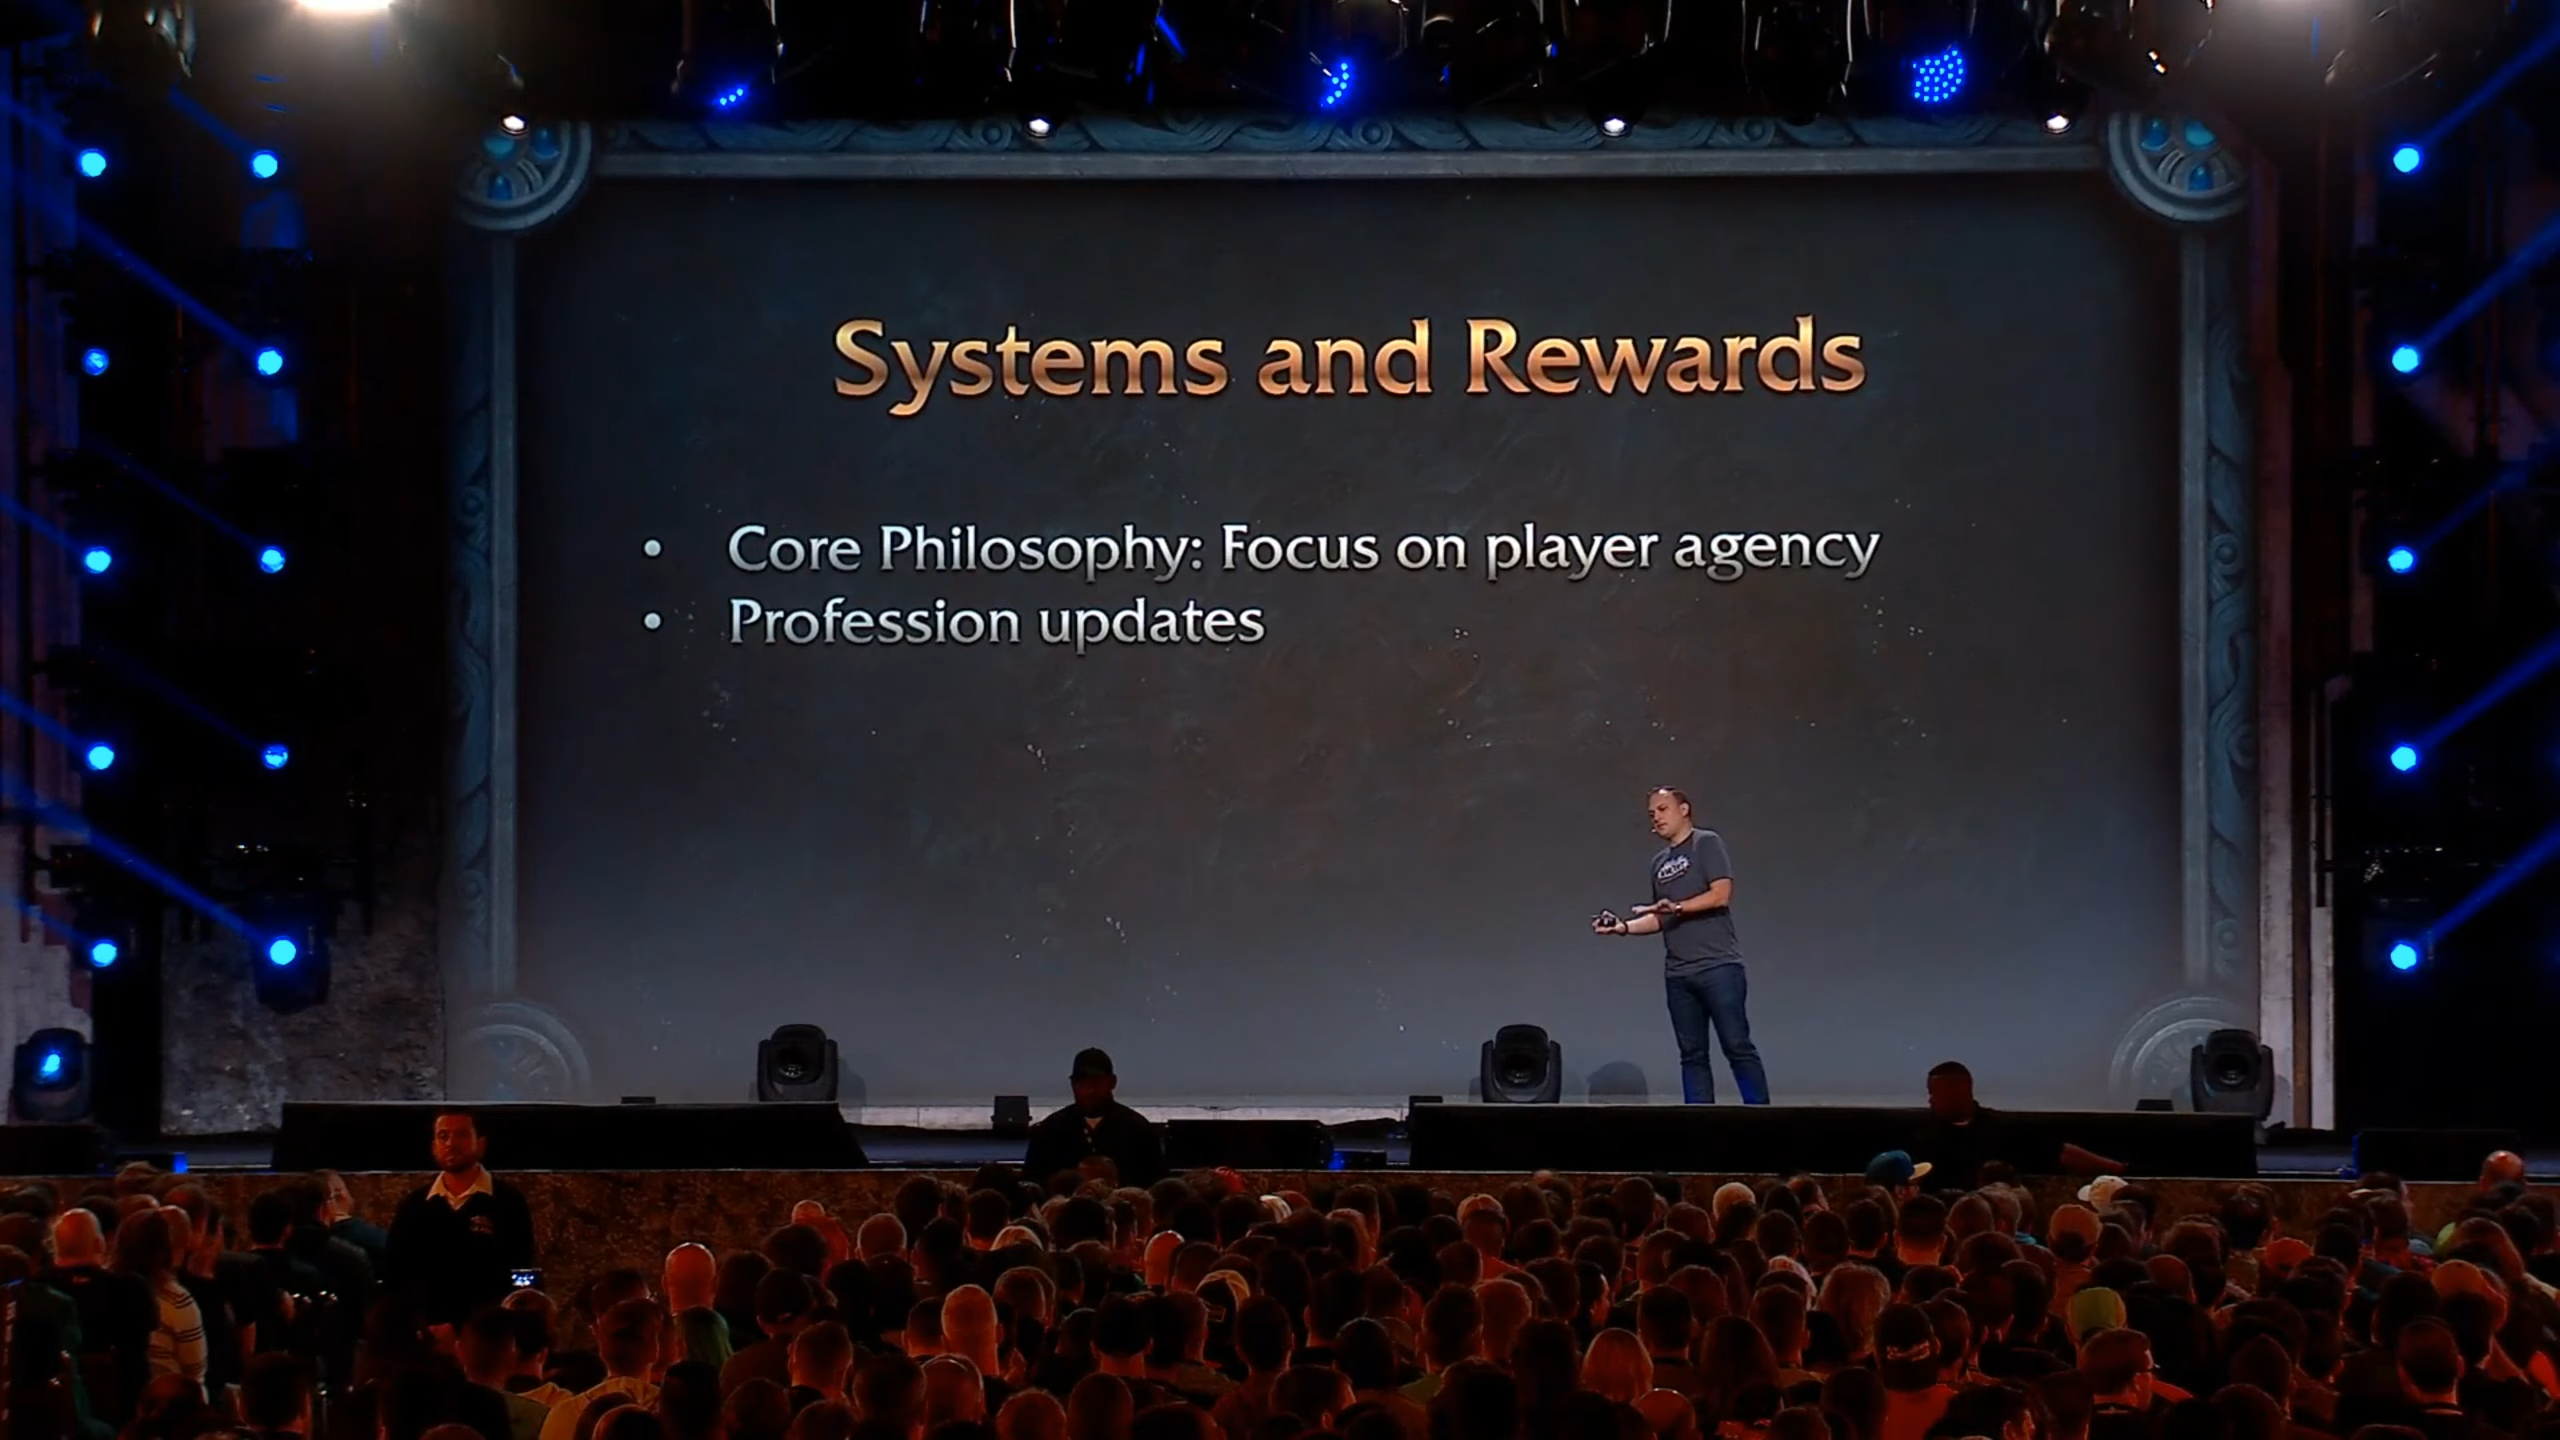 Systems and Rewards
• Core Philosophy: Focus on player agency
• Profession updates